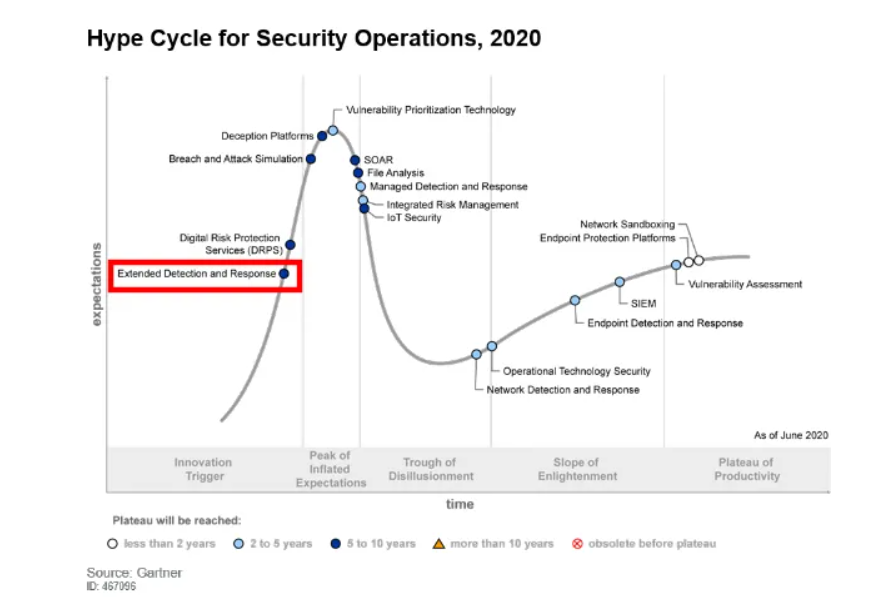 Hype Cycle for Security Operations, 2020
Vulnerability Prioritization Technology
Deception Platforms
Breach and Attack Simulation
SOAR
File Analysis
Managed Detection and Response
Integrated Risk Management
IoT Security
Digital Risk Protection
Services (DRPS)
Extended Detection and Response
Network Sandboxing
Endpoint Protection Platforms
Vulnerability Assessment
SIEM
Endpoint Detection and Response
Operational Technology Security
Network Detection and Response
expectations
As of June 2020
Innovation
Trigger
Peak of
Inflated
Expectations
Trough of
Disillusionment
Slope of
Enlightenment
Plateau of
Productivity
time
Plateau will be reached:
less than 2 years
2 to 5 years
5 to 10 years
more than 10 years
obsolete before plateau
Source: Gartner
ID: 467096